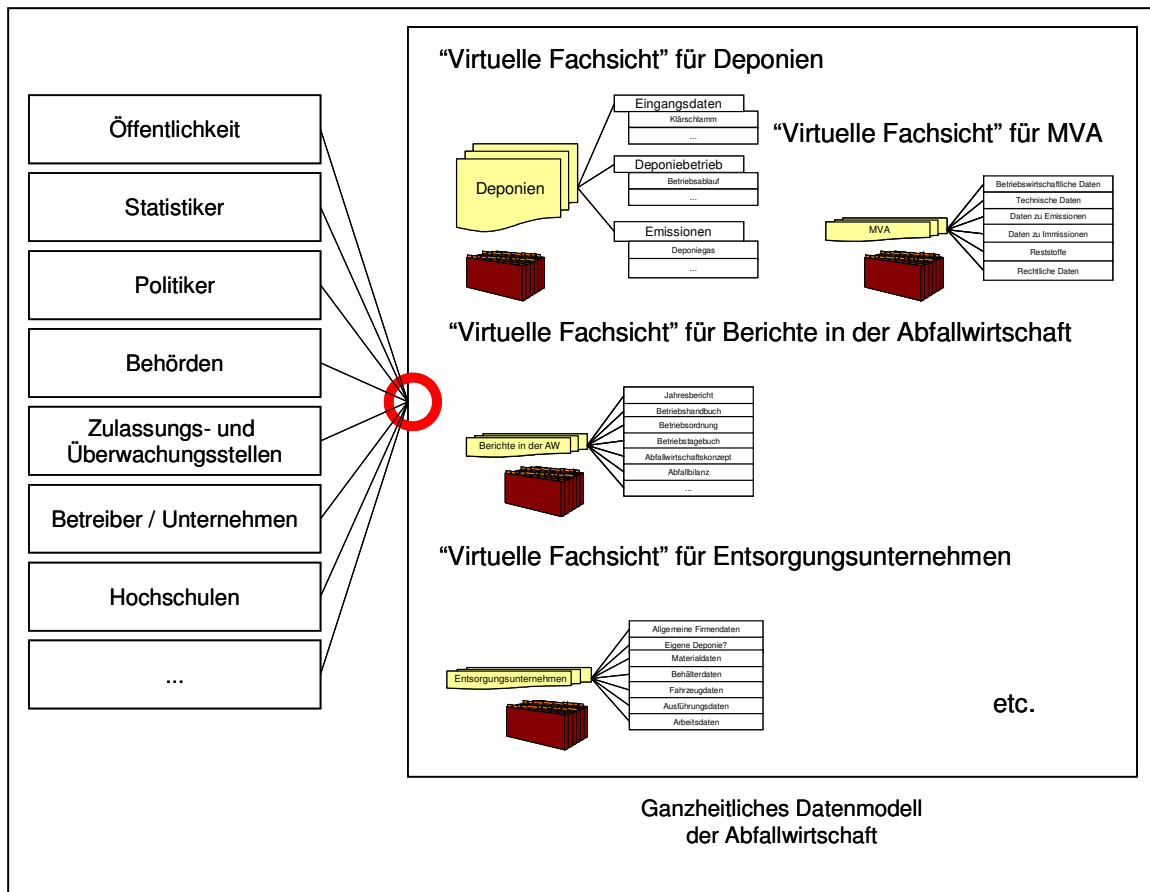 Öffentlichkeit
Statistiker
Politiker
Behörden
Zulassungs- und
Überwachungsstellen
Betreiber / Unternehmen
Hochschulen
...
“Virtuelle Fachsicht” für Deponien
Deponien
Eingangsdaten
Klärschlamm
...
Deponiebetrieb
Betriebsablauf
...
Emissionen
Deponiegas
...
“Virtuelle Fachsicht” für MVA
MVA
Betriebswirtschaftliche Daten
Technische Daten
Daten zu Emissionen
Daten zu Immissionen
Reststoffe
Rechtliche Daten
“Virtuelle Fachsicht” für Berichte in der Abfallwirtschaft
Berichte in der AW
Jahresbericht
Betriebshandbuch
Betriebsordnung
Betriebstagebuch
Abfallwirtschaftskonzept
Abfallbilanz
...
“Virtuelle Fachsicht” für Entsorgungsunternehmen
Entsorgungsunternehmen
Allgemeine Firmendaten
Eigene Deponie?
Materialdaten
Behälterdaten
Fahrzeugdaten
Ausführungsdaten
Arbeitsdaten
etc.
Ganzheitliches Datenmodell
der Abfallwirtschaft